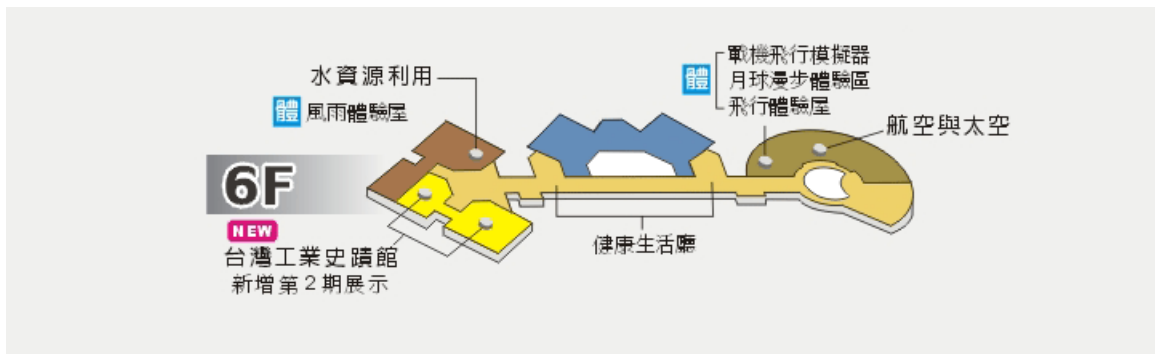 水資源利用
體 風雨體驗屋
體 戰機飛行模擬器
月球漫步體驗區
飛行體驗屋
航空與太空
6F
NEW
台灣工業史蹟館
新增第2期展示
健康生活廳